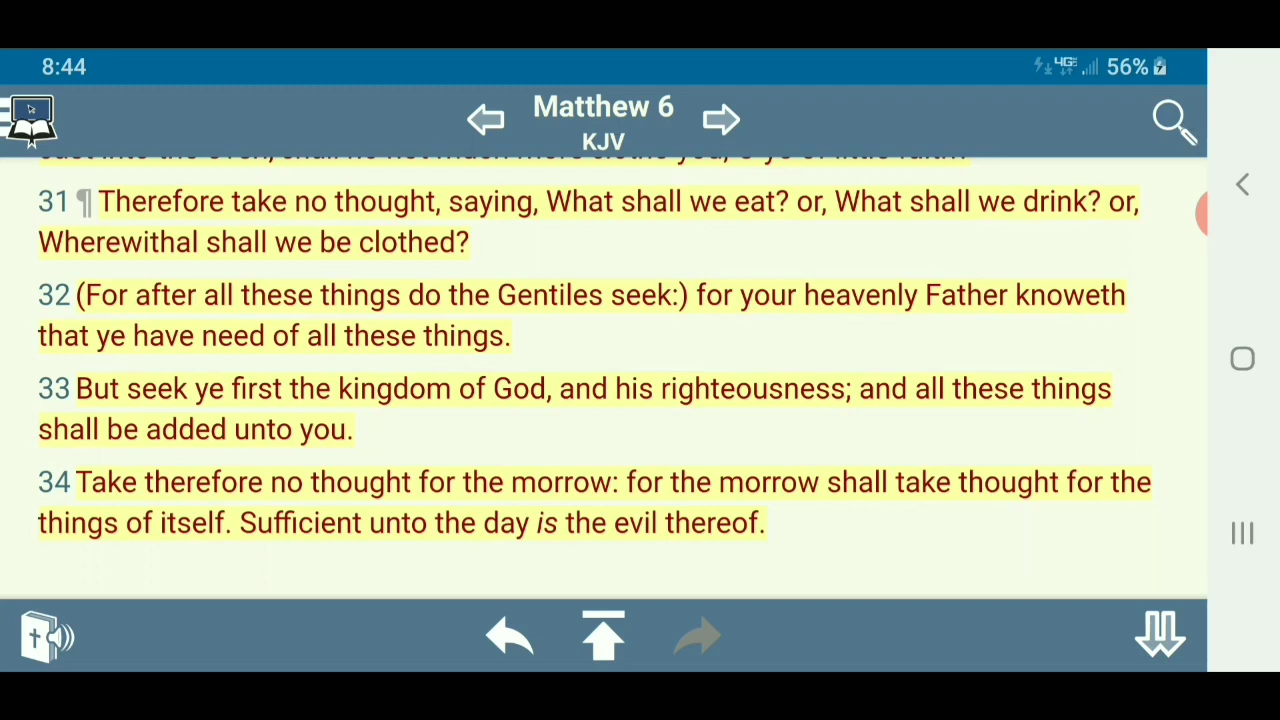 8:44
4G 56%
Matthew 6
KJV
31 ¶ Therefore take no thought, saying, What shall we eat? or, What shall we drink? or,
Wherewithal shall we be clothed?
32 (For after all these things do the Gentiles seek:) for your heavenly Father knoweth
that ye have need of all these things.
33 But seek ye first the kingdom of God, and his righteousness; and all these things
shall be added unto you.
34 Take therefore no thought for the morrow: for the morrow shall take thought for the
things of itself. Sufficient unto the day is the evil thereof.